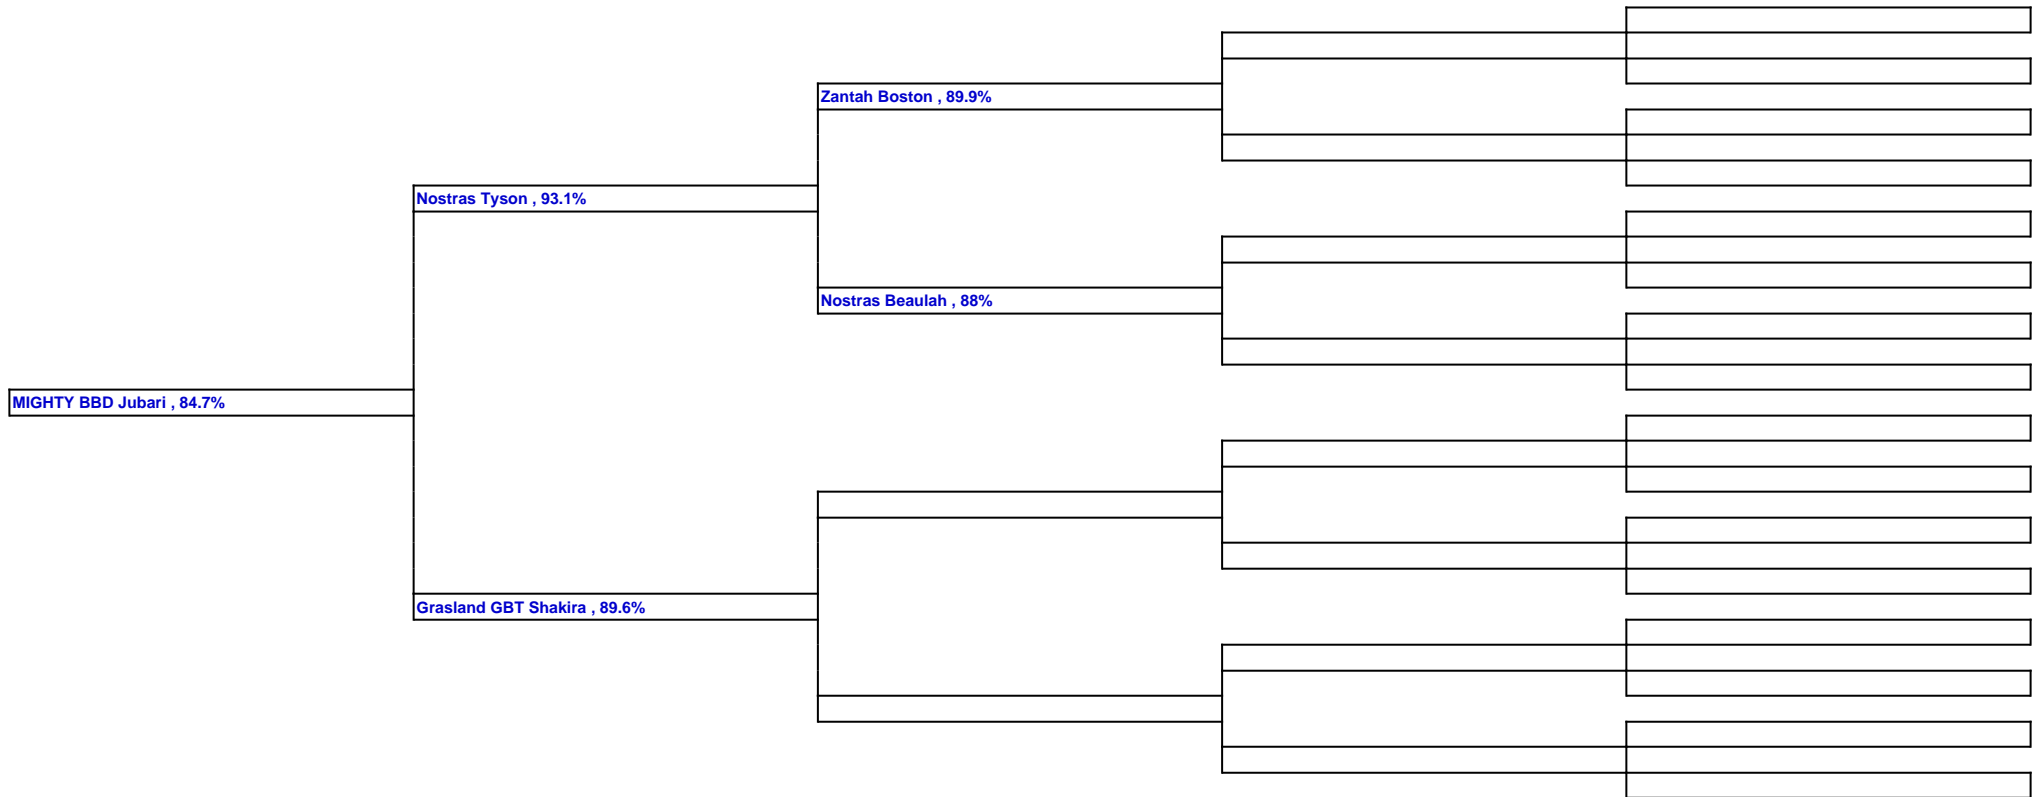 Zantah Boston , 89.9%
Nostras Tyson , 93.1%
Nostras Beaulah , 88%
MIGHTY BBD Jubari , 84.7%
Grasland GBT Shakira , 89.6%